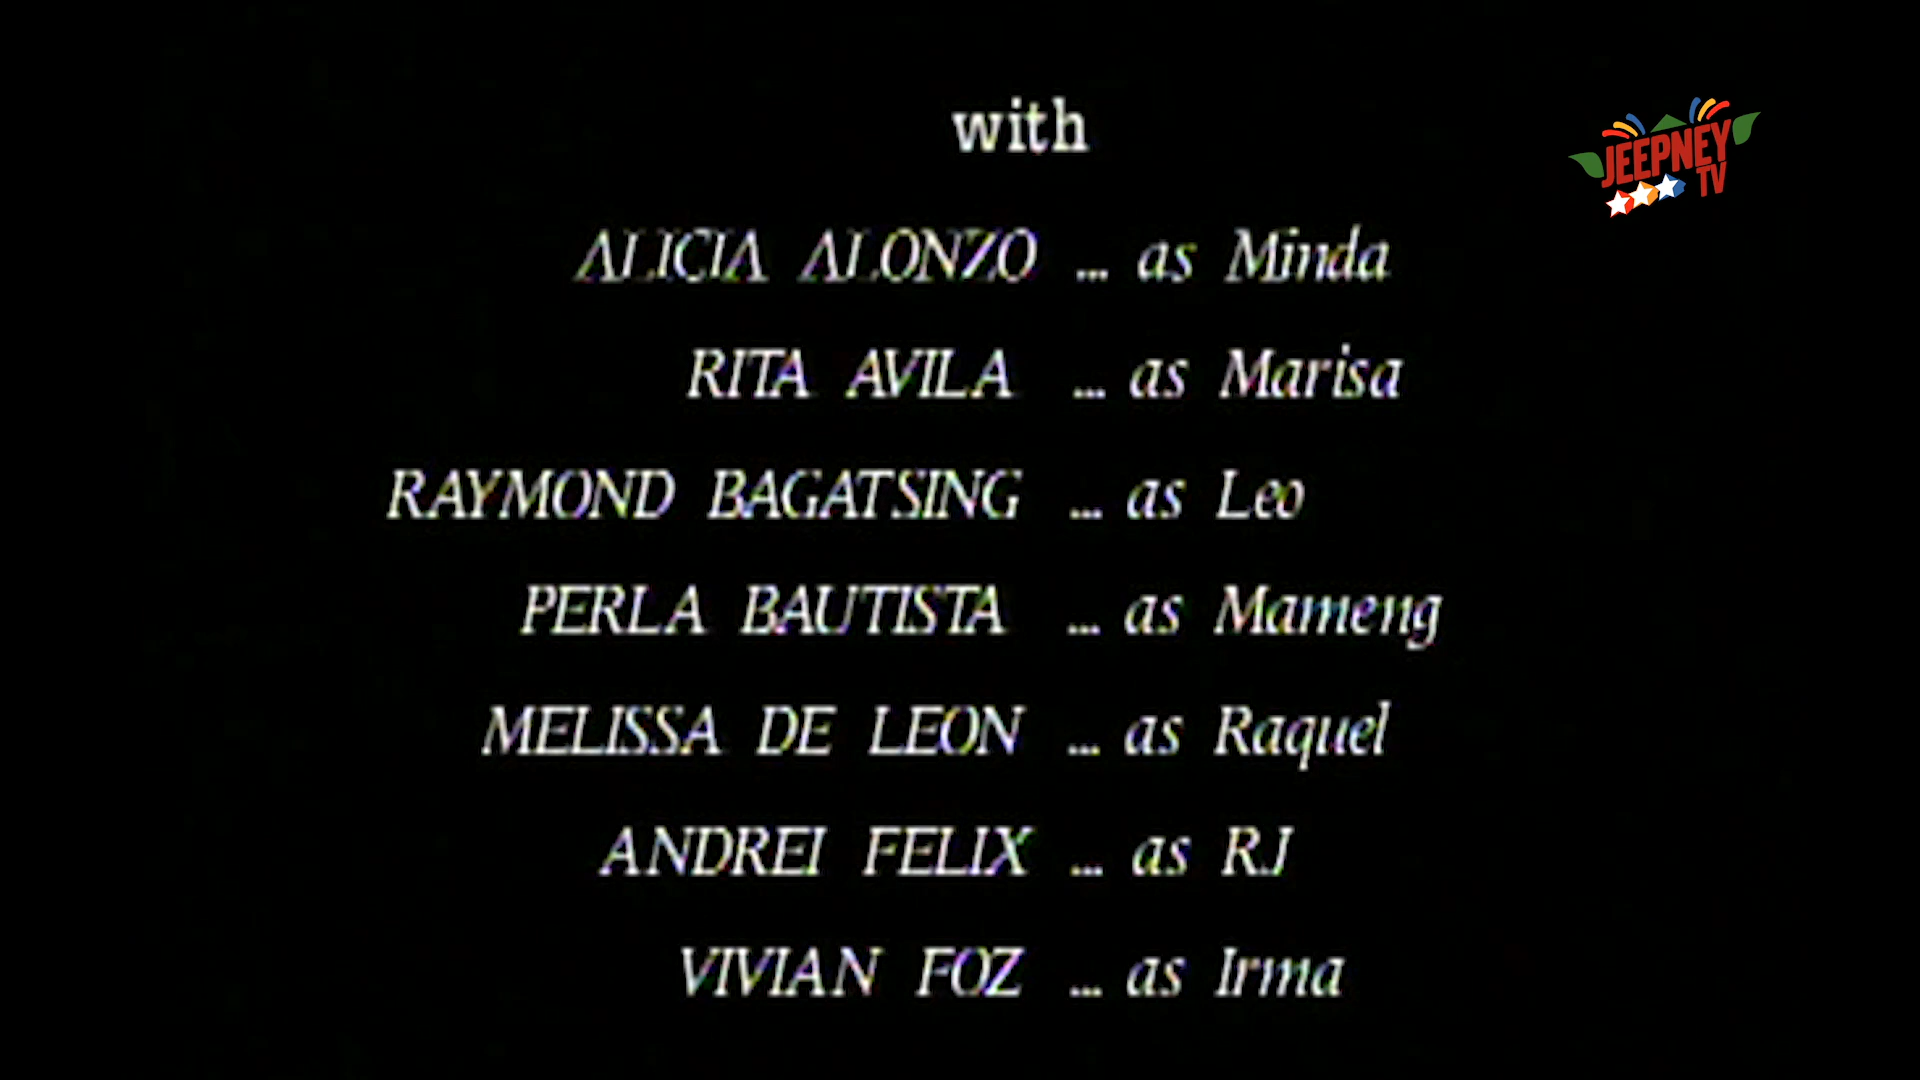 with
JEEPNEY
TV
ALICIA ALONZO ... as Minda
RITA AVILA ... as Marisa
RAYMOND BAGATSING ... as Leo
PERLA BAUTISTA ... as Mameng
MELISSA DE LEON ... as Raquel
ANDREI FELIX ... as RJ
VIVIAN FOZ ... as Irma